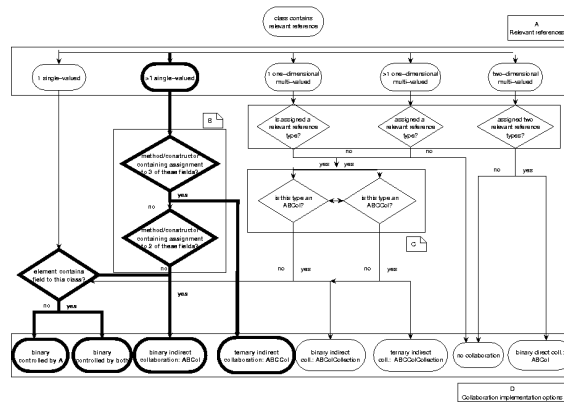 class contains
relevant reference
A
Relevant references
1 single-valued
>1 single-valued
1 one-dimensional
multi-valued
>1 one-dimensional
multi-valued
two-dimensional
multi-valued
B
is assigned a
relevant reference
type?
assigned a
relevant reference
type?
assigned two
relevant reference
types?
method/constructor
containing assignment
to 3 of these fields?
no
no
yes
yes
yes
no
is this type an
ABCol?
is this type an
ABCCol?
method/constructor
containing assignment
to 2 of these fields?
C
element contains
field to this class?
no
yes
no
yes
no
yes
no
yes
yes
binary
controlled by A
binary
controlled by both
binary indirect
collaboration: ABCol
ternary indirect
collaboration: ABCCol
binary indirect
coll.: ABColCollection
ternary indirect
coll.: ABCColCollection
no collaboration
binary direct coll.:
ABCol
D
Collaboration implementation options